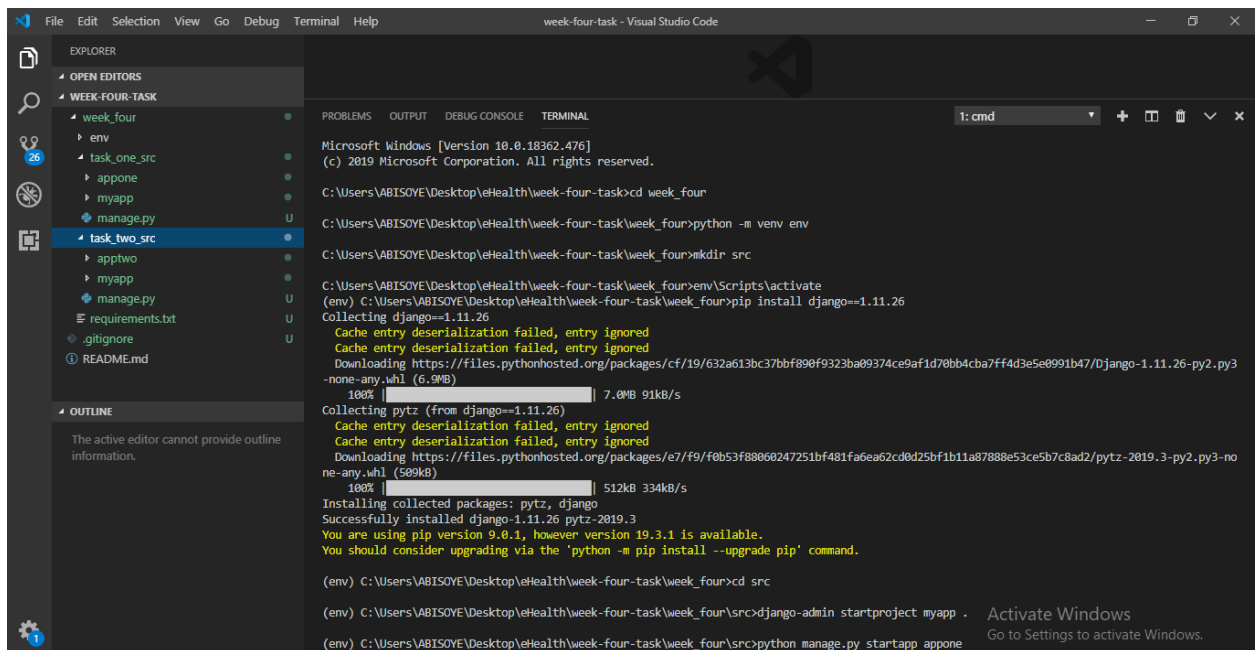 File Edit Selection View Go Debug Terminal Help week-four-task - Visual Studio Code
EXPLORER
OPEN EDITORS
WEEK-FOUR-TASK
week_four
env
task_one_src
appone
myapp
manage.py U
task_two_src
apptwo
myapp
manage.py U
requirements.txt U
.gitignore U
README.md
OUTLINE
The active editor cannot provide outline
information.
26
1
PROBLEMS OUTPUT DEBUG CONSOLE TERMINAL 1: cmd
Microsoft Windows [Version 10.0.18362.476]
(c) 2019 Microsoft Corporation. All rights reserved.
C:\Users\ABISOYE\Desktop\eHealth\week-four-task>cd week_four
C:\Users\ABISOYE\Desktop\eHealth\week-four-task\week_four>python -m venv env
C:\Users\ABISOYE\Desktop\eHealth\week-four-task\week_four>mkdir src
C:\Users\ABISOYE\Desktop\eHealth\week-four-task\week_four>env\Scripts\activate
(env) C:\Users\ABISOYE\Desktop\eHealth\week-four-task\week_four>pip install django==1.11.26
Collecting django==1.11.26
Cache entry deserialization failed, entry ignored
Cache entry deserialization failed, entry ignored
Downloading https://files.pythonhosted.org/packages/cf/19/632a613bc37bbf890f9323ba09374ce9af1d70bb4cba7ff4d3e5e0991b47/Django-1.11.26-py2.py3
-none-any.whl (6.9MB)
100% | | 7.0MB 91kB/s
Collecting pytz (from django==1.11.26)
Cache entry deserialization failed, entry ignored
Cache entry deserialization failed, entry ignored
Downloading https://files.pythonhosted.org/packages/e7/f9/f0b53f88060247251bf481fa6ea62cd0d25bf1b11a87888e53ce5b7c8ad2/pytz-2019.3-py2.py3-no
ne-any.whl (509kB)
100% | | 512kB 334kB/s
Installing collected packages: pytz, django
Successfully installed django-1.11.26 pytz-2019.3
You are using pip version 9.0.1, however version 19.3.1 is available.
You should consider upgrading via the 'python -m pip install --upgrade pip' command.
(env) C:\Users\ABISOYE\Desktop\eHealth\week-four-task\week_four>cd src
(env) C:\Users\ABISOYE\Desktop\eHealth\week-four-task\week_four\src>django-admin startproject myapp .
(env) C:\Users\ABISOYE\Desktop\eHealth\week-four-task\week_four\src>python manage.py startapp appone
Activate Windows
Go to Settings to activate Windows.